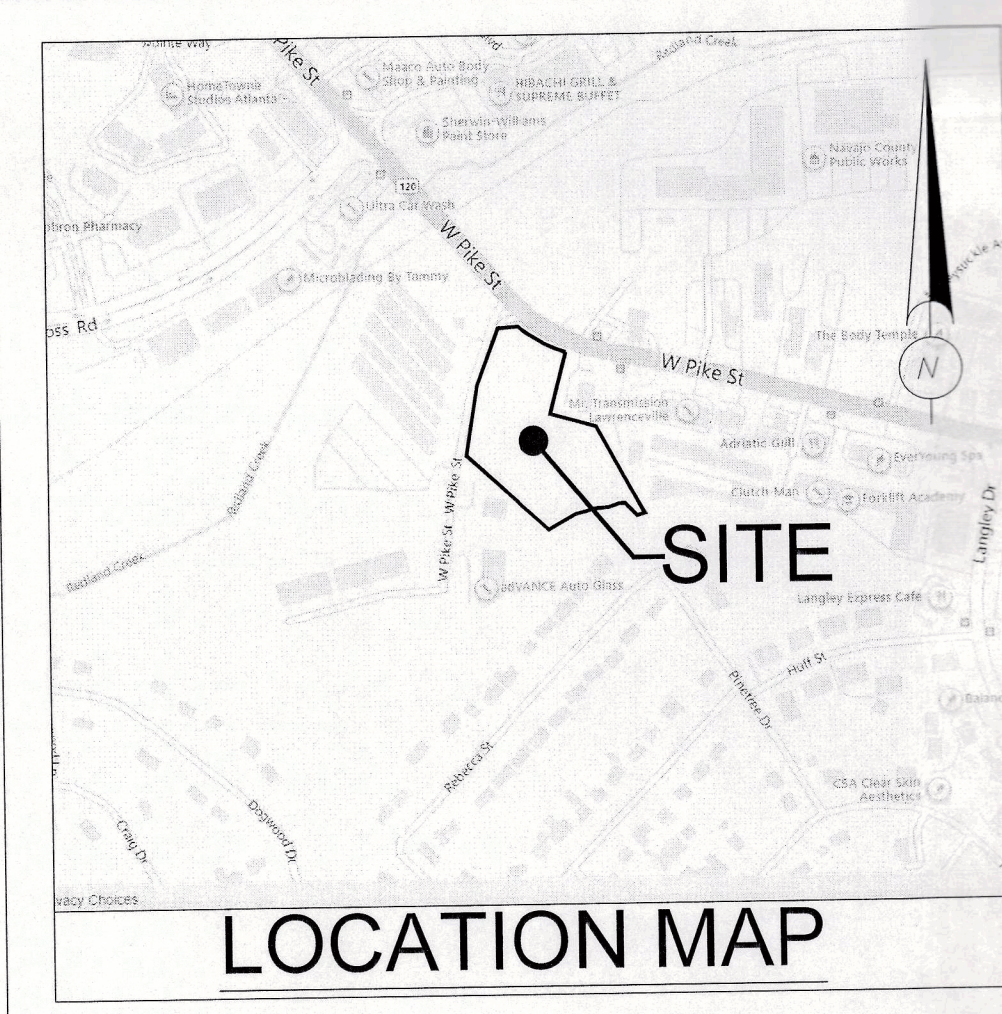 Pointe Way
Pike St
Blvd
Redland Creek
HomeTowne
Studios Atlanta -...
Maaco Auto Body
Shop & Painting
HIBACHI GRILL &
SUPREME BUFFET
Sherwin-Williams
Paint Store
Navajo County
Public Works
120
Ultra Car Wash
W Pike St
Microblading By Tammy
oss Rd
The Body Temple
N
W Pike St
Mr. Transmission
Lawrenceville
Adriatic Grill
EverYoung Spa
Clutch-Man
Forklift Academy
Redland Creek
W Pike St
W Pike St
Langley Dr
SITE
Redland Creek
adVANCE Auto Glass
Langley Express Cafe
Huff St
Pinetree Dr
Rebecca St
CSA Clear Skin
Aesthetics
Craig Dr
Dogwood Dr
vacy Choices
LOCATION MAP